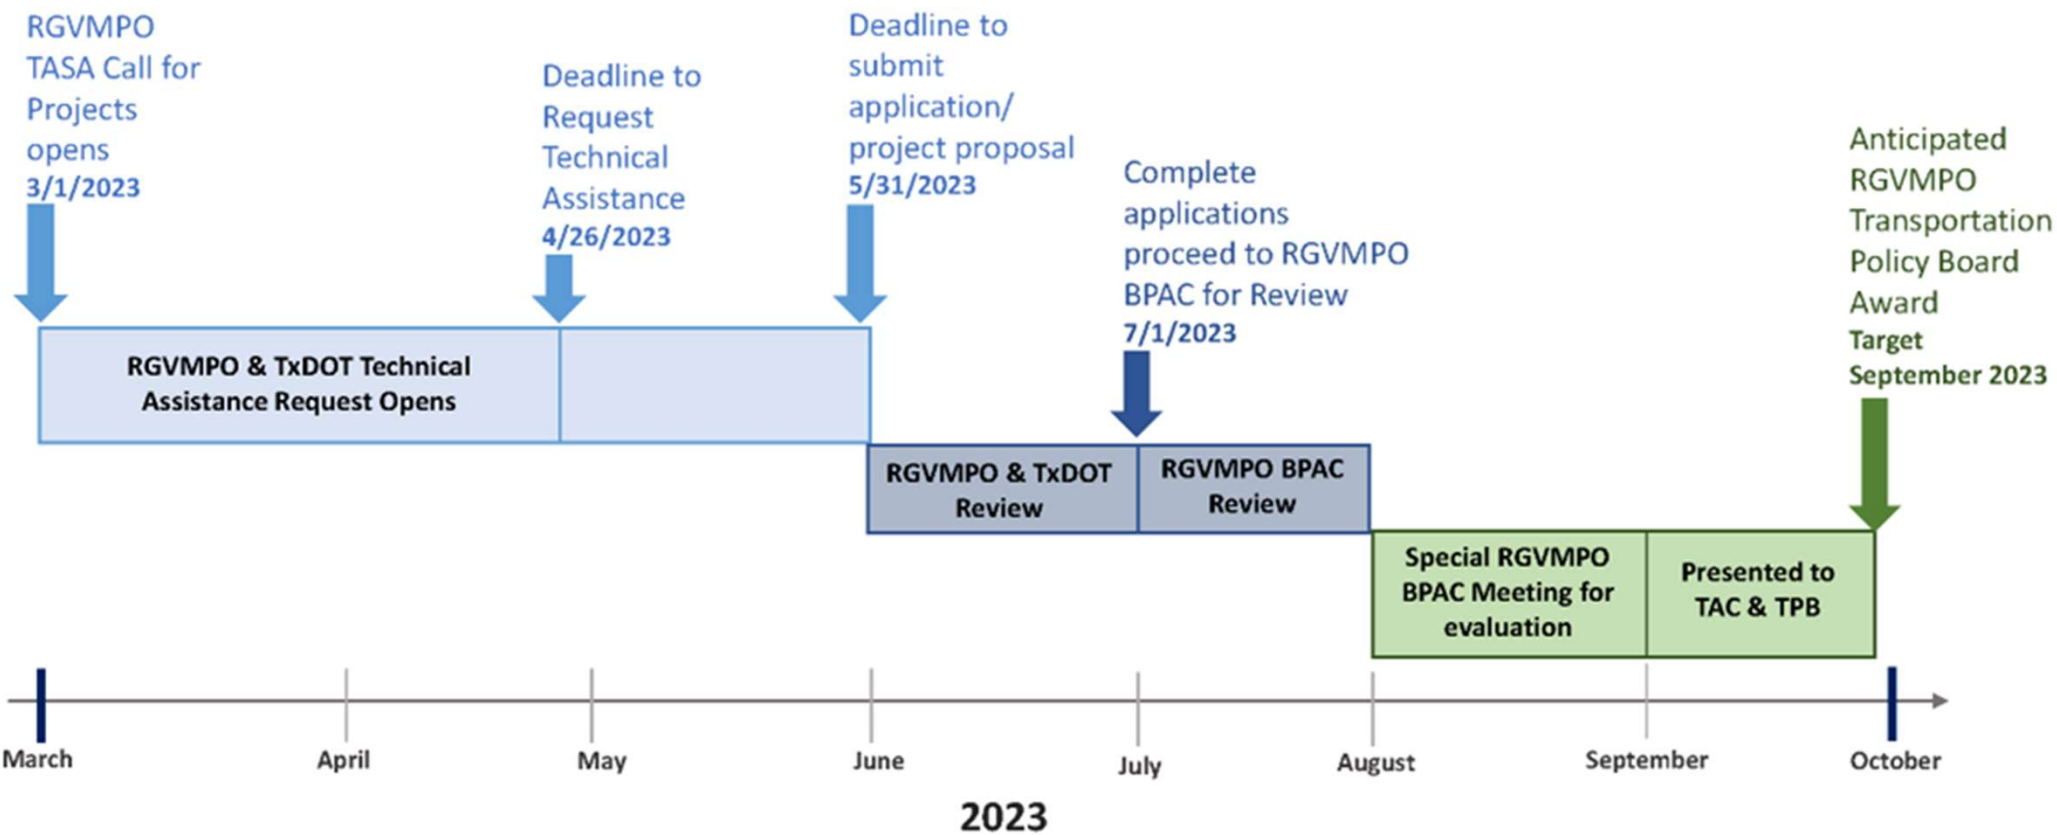 RGVMPO
TASA Call for
Projects
opens
3/1/2023
Deadline to
Request
Technical
Assistance
4/26/2023
Deadline to
submit
application/
project proposal
5/31/2023
Complete
applications
proceed to RGVMPO
BPAC for Review
7/1/2023
Anticipated
RGVMPO
Transportation
Policy Board
Award
Target
September 2023
RGVMPO & TxDOT Technical
Assistance Request Opens
RGVMPO & TxDOT
Review
RGVMPO BPAC
Review
Special RGVMPO
BPAC Meeting for
evaluation
Presented to
TAC & TPB
March
April
May
June
July
August
September
October
2023